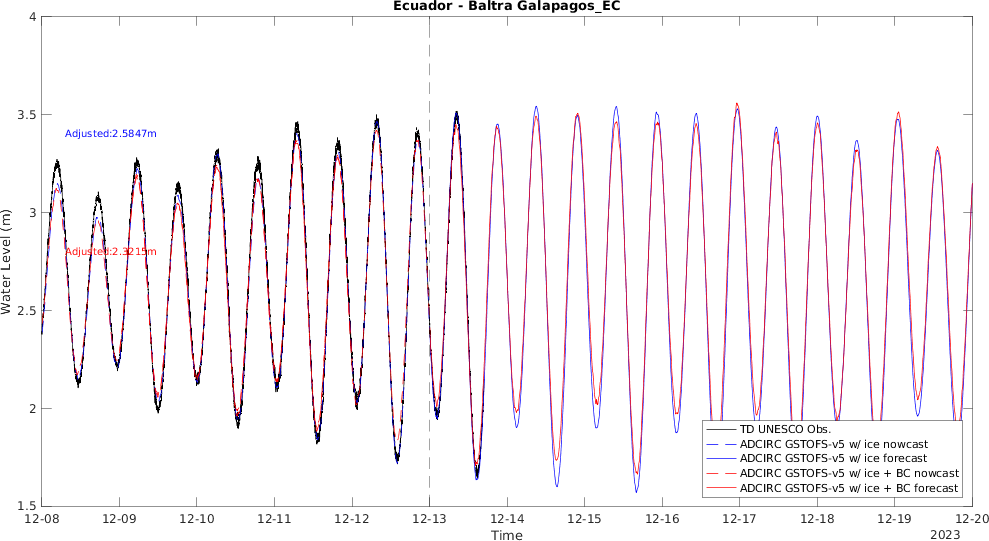 Ecuador - Baltra Galapagos_EC
4
3.5
3
2.5
2
1.5
Water Level (m)
Adjusted:2.5847m
Adjusted:2.3215m
TD UNESCO Obs.
ADCIRC GSTOFS-v5 w/ ice nowcast
ADCIRC GSTOFS-v5 w/ ice forecast
ADCIRC GSTOFS-v5 w/ ice + BC nowcast
ADCIRC GSTOFS-v5 w/ ice + BC forecast
12-08 12-09 12-10 12-11 12-12 12-13 12-14 12-15 12-16 12-17 12-18 12-19 12-20
Time
2023